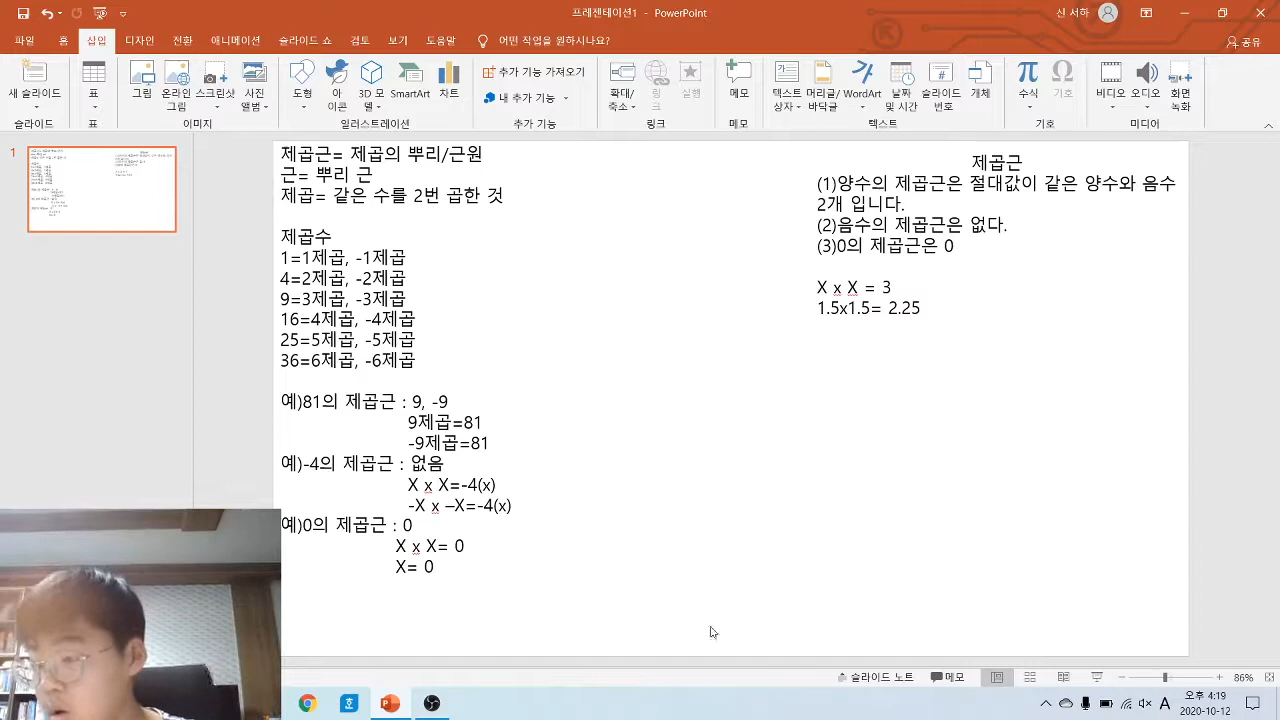 프레젠테이션1 - PowerPoint
신 서하
파일 홈 삽입 디자인 전환 애니메이션 슬라이드 쇼 검토 보기 도움말 어떤 작업을 원하시나요? 공유
새 슬라이드
표
그림 온라인 그림 스크린샷 사진 앨범
도형 아이콘 3D 모델 SmartArt 차트
추가 기능 가져오기
내 추가 기능
확대/축소 링크 실행
메모
텍스트 상자 머리글/바닥글 WordArt 날짜 및 시간 슬라이드 번호 개체
수식 기호
비디오 오디오 화면 녹화
슬라이드 표 이미지 일러스트레이션 추가 기능 링크 메모 텍스트 기호 미디어
1
제곱근= 제곱의 뿌리/근원
근= 뿌리 근
제곱= 같은 수를 2번 곱한 것
제곱수
1=1제곱, -1제곱
4=2제곱, -2제곱
9=3제곱, -3제곱
16=4제곱, -4제곱
25=5제곱, -5제곱
36=6제곱, -6제곱
예)81의 제곱근 : 9, -9
9제곱=81
-9제곱=81
예)-4의 제곱근 : 없음
X x X=-4(x)
-X x –X=-4(x)
예)0의 제곱근 : 0
X x X= 0
X= 0
제곱근
(1)양수의 제곱근은 절대값이 같은 양수와 음수
2개 입니다.
(2)음수의 제곱근은 없다.
(3)0의 제곱근은 0
X x X = 3
1.5x1.5= 2.25
슬라이드 노트 메모 86%
A 오후 4:19
2020-10-12